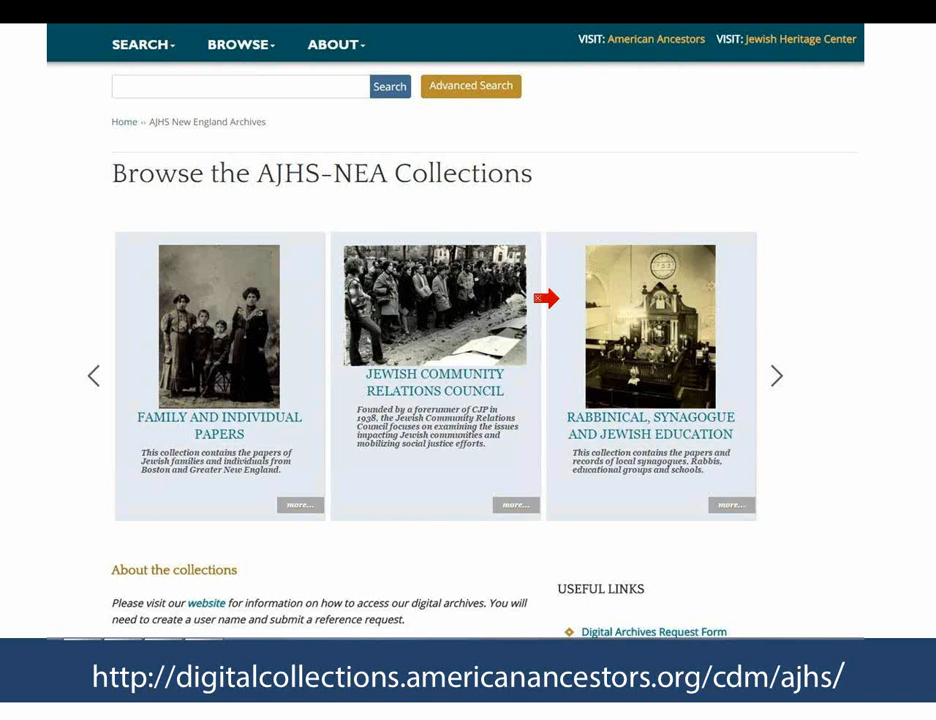 SEARCH BROWSE ABOUT VISIT: American Ancestors VISIT: Jewish Heritage Center
Search Advanced Search
Home ›› AJHS New England Archives
Browse the AJHS-NEA Collections
FAMILY AND INDIVIDUAL
PAPERS
This collection contains the papers of
Jewish families and individuals from
Boston and Greater New England.
more...
JEWISH COMMUNITY
RELATIONS COUNCIL
Founded by a forerunner of CJP in
1938, the Jewish Community Relations
Council focuses on examining the issues
impacting Jewish communities and
mobilizing social justice efforts.
more...
RABBINICAL, SYNAGOGUE
AND JEWISH EDUCATION
This collection contains the papers and
records of local synagogues, Rabbis,
educational groups and schools.
more...
About the collections
Please visit our website for information on how to access our digital archives. You will
need to create a user name and submit a reference request.
USEFUL LINKS
Digital Archives Request Form
http://digitalcollections.americanancestors.org/cdm/ajhs/